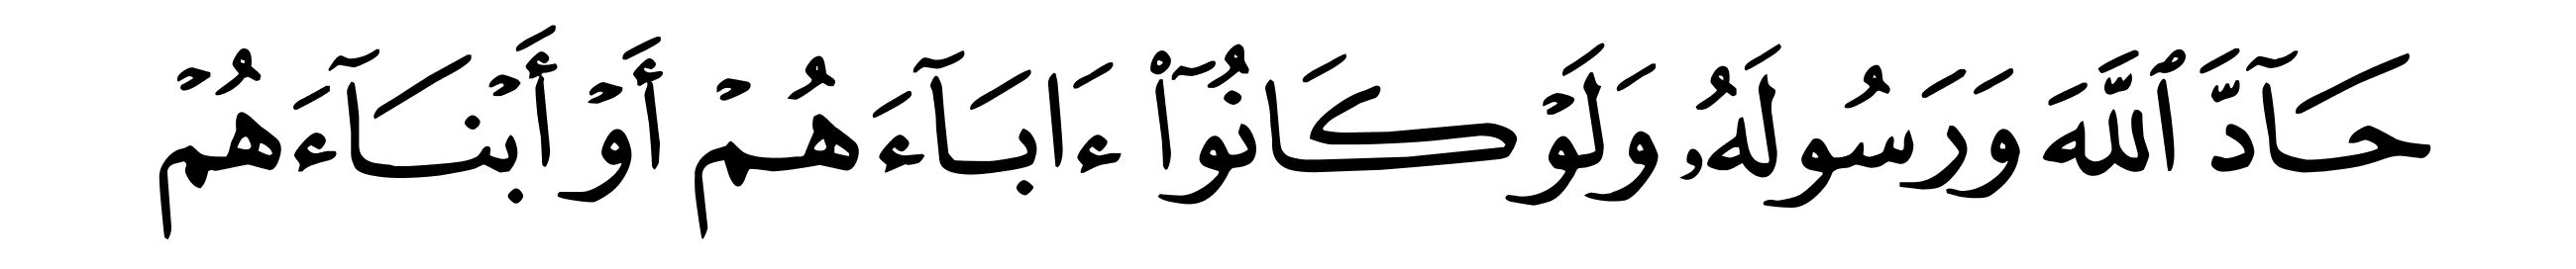 حَآدَّ ٱللَّهَ وَرَسُولَهُۥ وَلَوۡ كَانُوٓاْ ءَابَآءَهُمۡ أَوۡ أَبۡنَآءَهُمۡ